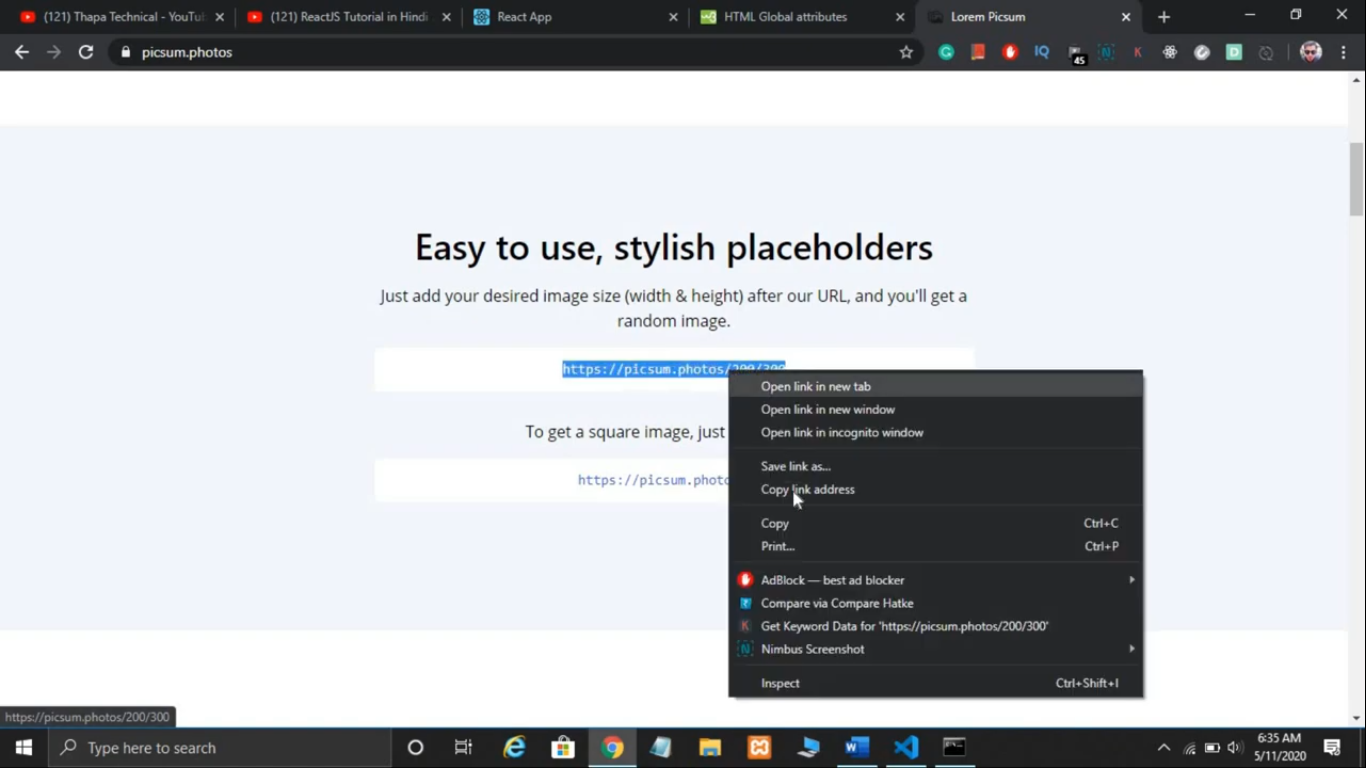 (121) Thapa Technical - YouTub
(121) ReactJS Tutorial in Hindi
React App
HTML Global attributes
Lorem Picsum
picsum.photos
IQ
45
N
K
D
Easy to use, stylish placeholders
Just add your desired image size (width & height) after our URL, and you'll get a
random image.
https://picsum.photos/200/300
To get a square image, just
https://picsum.photo
Open link in new tab
Open link in new window
Open link in incognito window
Save link as...
Copy link address
Copy Ctrl+C
Print... Ctrl+P
AdBlock — best ad blocker
Compare via Compare Hatke
K Get Keyword Data for 'https://picsum.photos/200/300'
N Nimbus Screenshot
Inspect Ctrl+Shift+I
https://picsum.photos/200/300
Type here to search
6:35 AM
5/11/2020